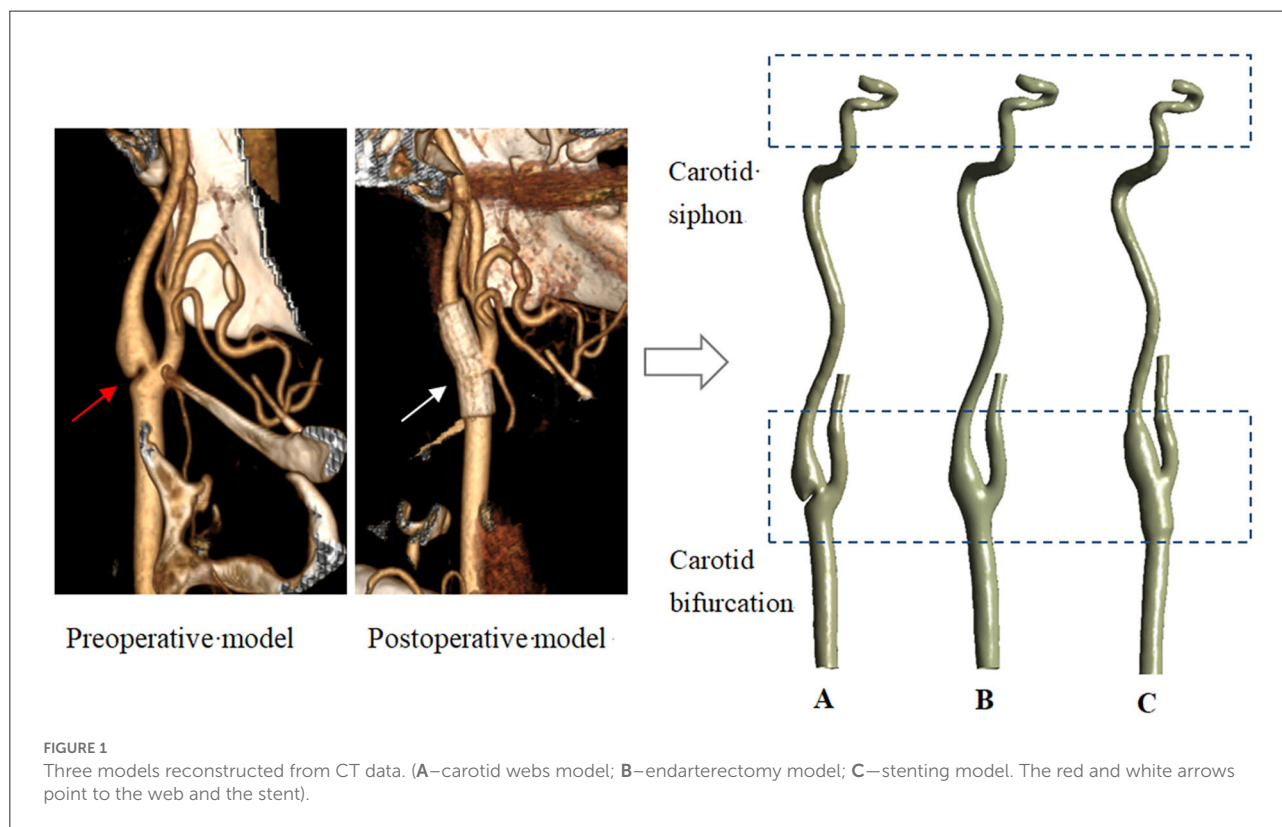 Preoperative·model
Postoperative·model
Carotid·
siphon
Carotid
bifurcation
A
B
C
FIGURE 1
Three models reconstructed from CT data. (A–carotid webs model; B–endarterectomy model; C—stenting model. The red and white arrows
point to the web and the stent).